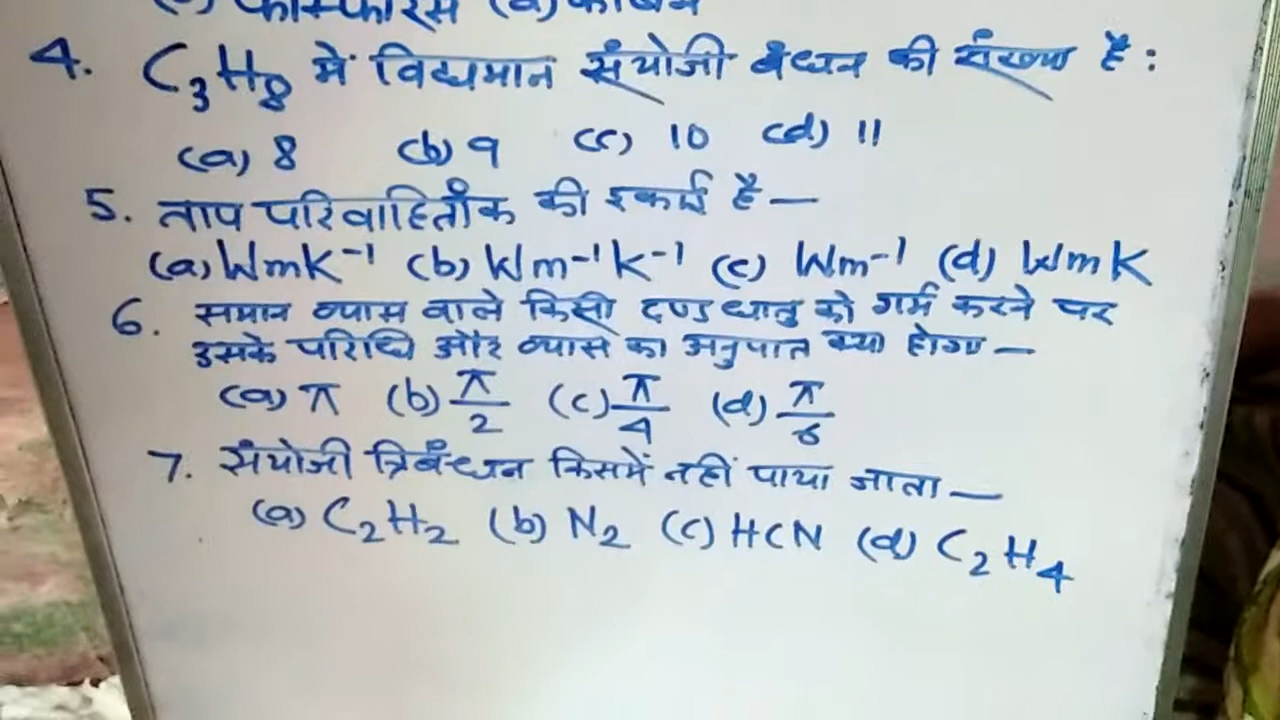 (c) फास्फोरस (d) कार्बन
4. C₃H₈ में विद्यमान संयोजी बंधन की संख्या है :
(a) 8 (b) 9 (c) 10 (d) 11
5. ताप परिवाहिताँक की इकाई है —
(a) WmK⁻¹ (b) Wm⁻¹K⁻¹ (c) Wm⁻¹ (d) WmK
6. समान व्यास वाले किसी दण्ड धातु को गर्म करने पर
उसके परिधि और व्यास का अनुपात क्या होगा —
(a) π (b) π/2 (c) π/4 (d) π/6
7. संयोजी त्रिबंधन किसमें नहीं पाया जाता —
(a) C₂H₂ (b) N₂ (c) HCN (d) C₂H₄